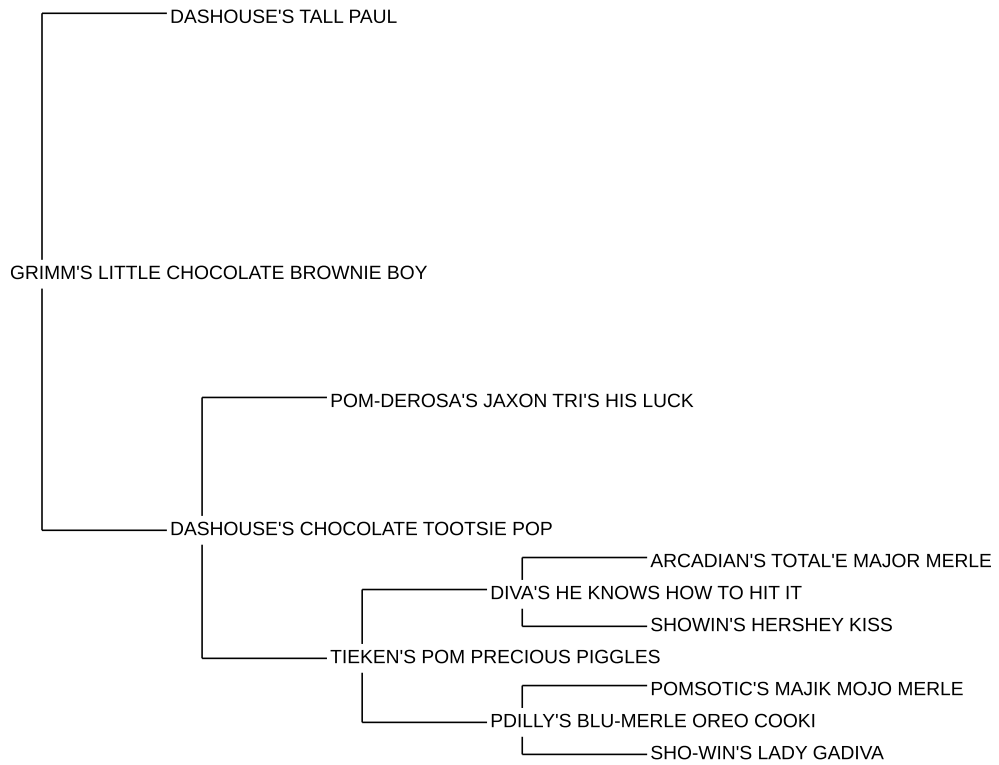 DASHOUSE'S TALL PAUL
GRIMM'S LITTLE CHOCOLATE BROWNIE BOY
POM-DEROSA'S JAXON TRI'S HIS LUCK
DASHOUSE'S CHOCOLATE TOOTSIE POP
ARCADIAN'S TOTAL'E MAJOR MERLE
DIVA'S HE KNOWS HOW TO HIT IT
SHOWIN'S HERSHEY KISS
TIEKEN'S POM PRECIOUS PIGGLES
POMSOTIC'S MAJIK MOJO MERLE
PDILLY'S BLU-MERLE OREO COOKI
SHO-WIN'S LADY GADIVA